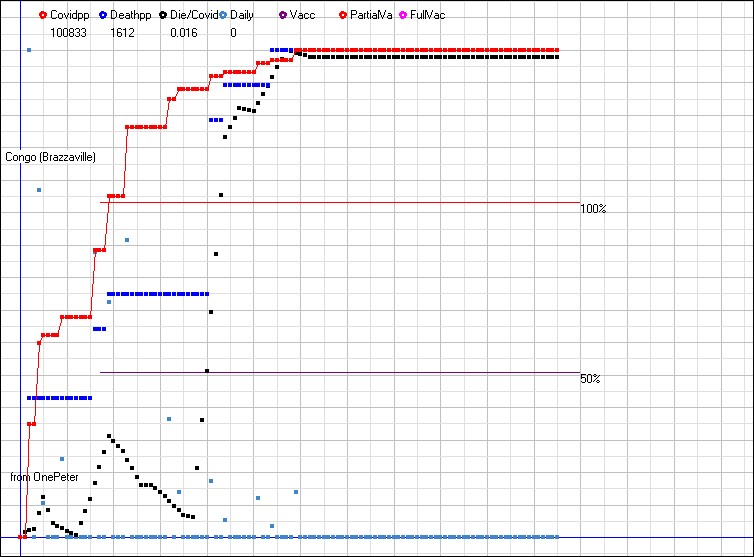 Covidpp Deathpp Die/Covid Daily Vacc PartialVa FullVac
100833 1612 0.016 0
Congo (Brazzaville)
100%
50%
from OnePeter